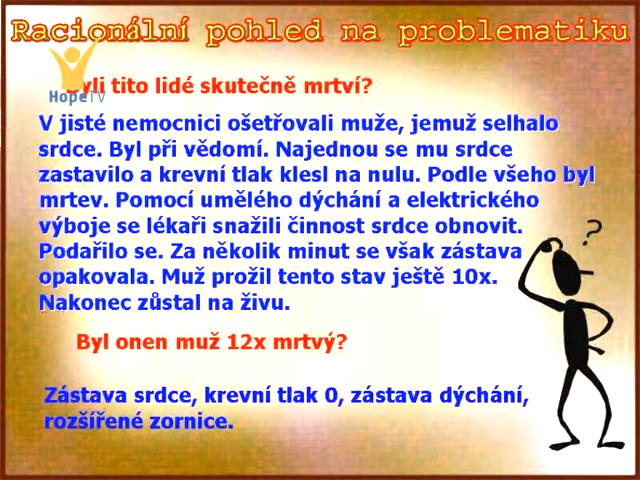 Racionální pohled na problematiku
Byli tito lidé skutečně mrtví?
HopeTV
V jisté nemocnici ošetřovali muže, jemuž selhalo
srdce. Byl při vědomí. Najednou se mu srdce
zastavilo a krevní tlak klesl na nulu. Podle všeho byl
mrtev. Pomocí umělého dýchání a elektrického
výboje se lékaři snažili činnost srdce obnovit.
Podařilo se. Za několik minut se však zástava
opakovala. Muž prožil tento stav ještě 10x.
Nakonec zůstal na živu.
?
Byl onen muž 12x mrtvý?
Zástava srdce, krevní tlak 0, zástava dýchání,
rozšířené zornice.